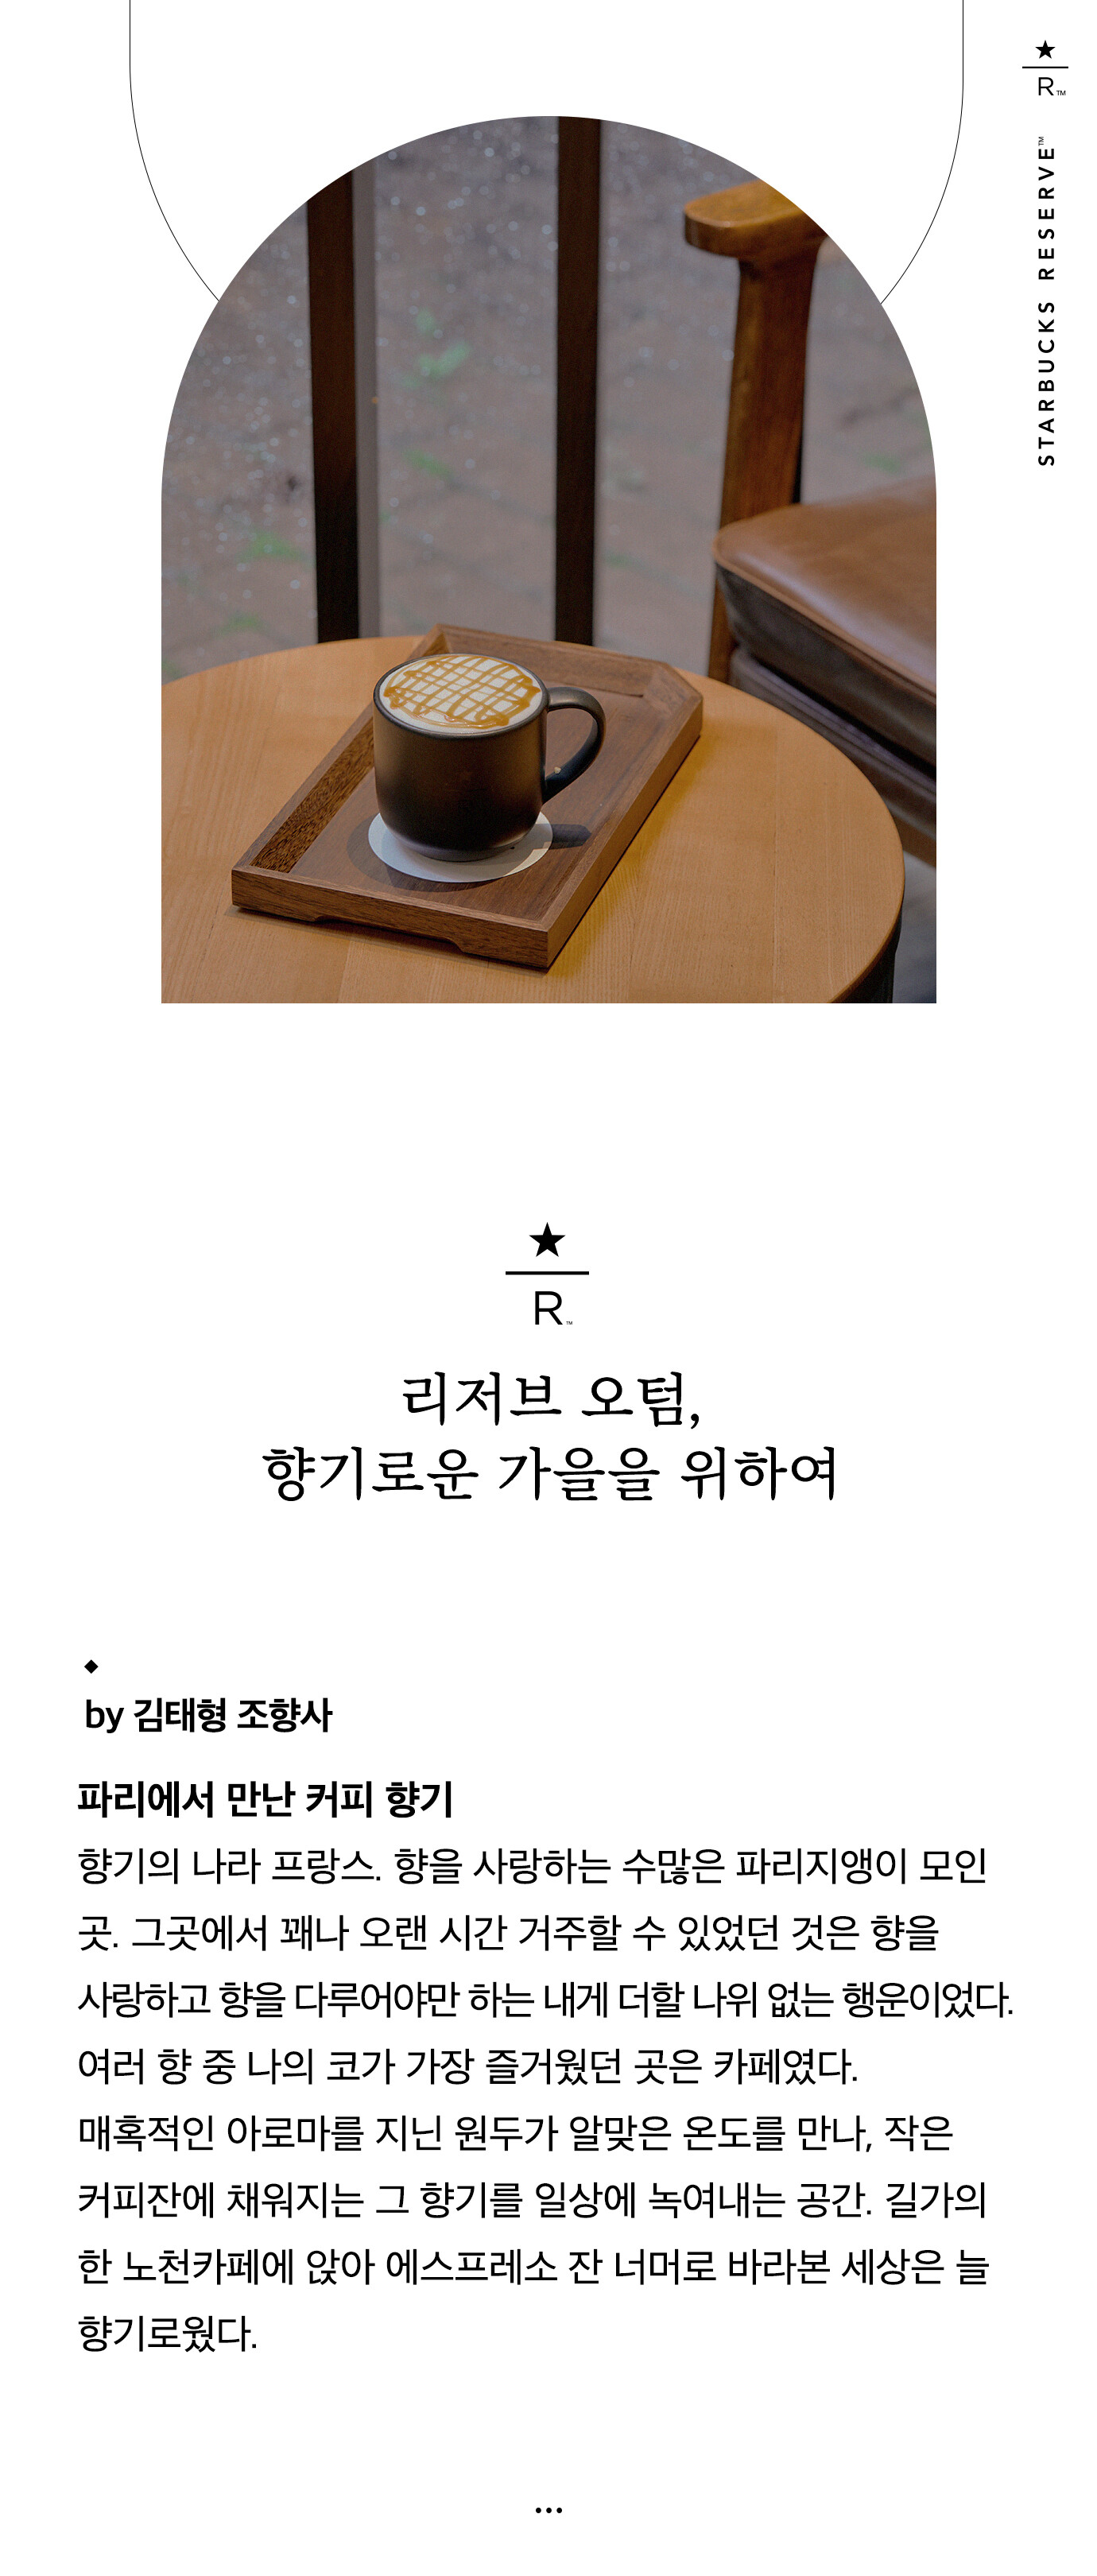 ★
R™
STARBUCKS RESERVE™
★
R™
리저브 오텀,
향기로운 가을을 위하여
by 김태형 조향사
파리에서 만난 커피 향기
향기의 나라 프랑스. 향을 사랑하는 수많은 파리지앵이 모인
곳. 그곳에서 꽤나 오랜 시간 거주할 수 있었던 것은 향을
사랑하고 향을 다루어야만 하는 내게 더할 나위 없는 행운이었다.
여러 향 중 나의 코가 가장 즐거웠던 곳은 카페였다.
매혹적인 아로마를 지닌 원두가 알맞은 온도를 만나, 작은
커피잔에 채워지는 그 향기를 일상에 녹여내는 공간. 길가의
한 노천카페에 앉아 에스프레소 잔 너머로 바라본 세상은 늘
향기로웠다.
...